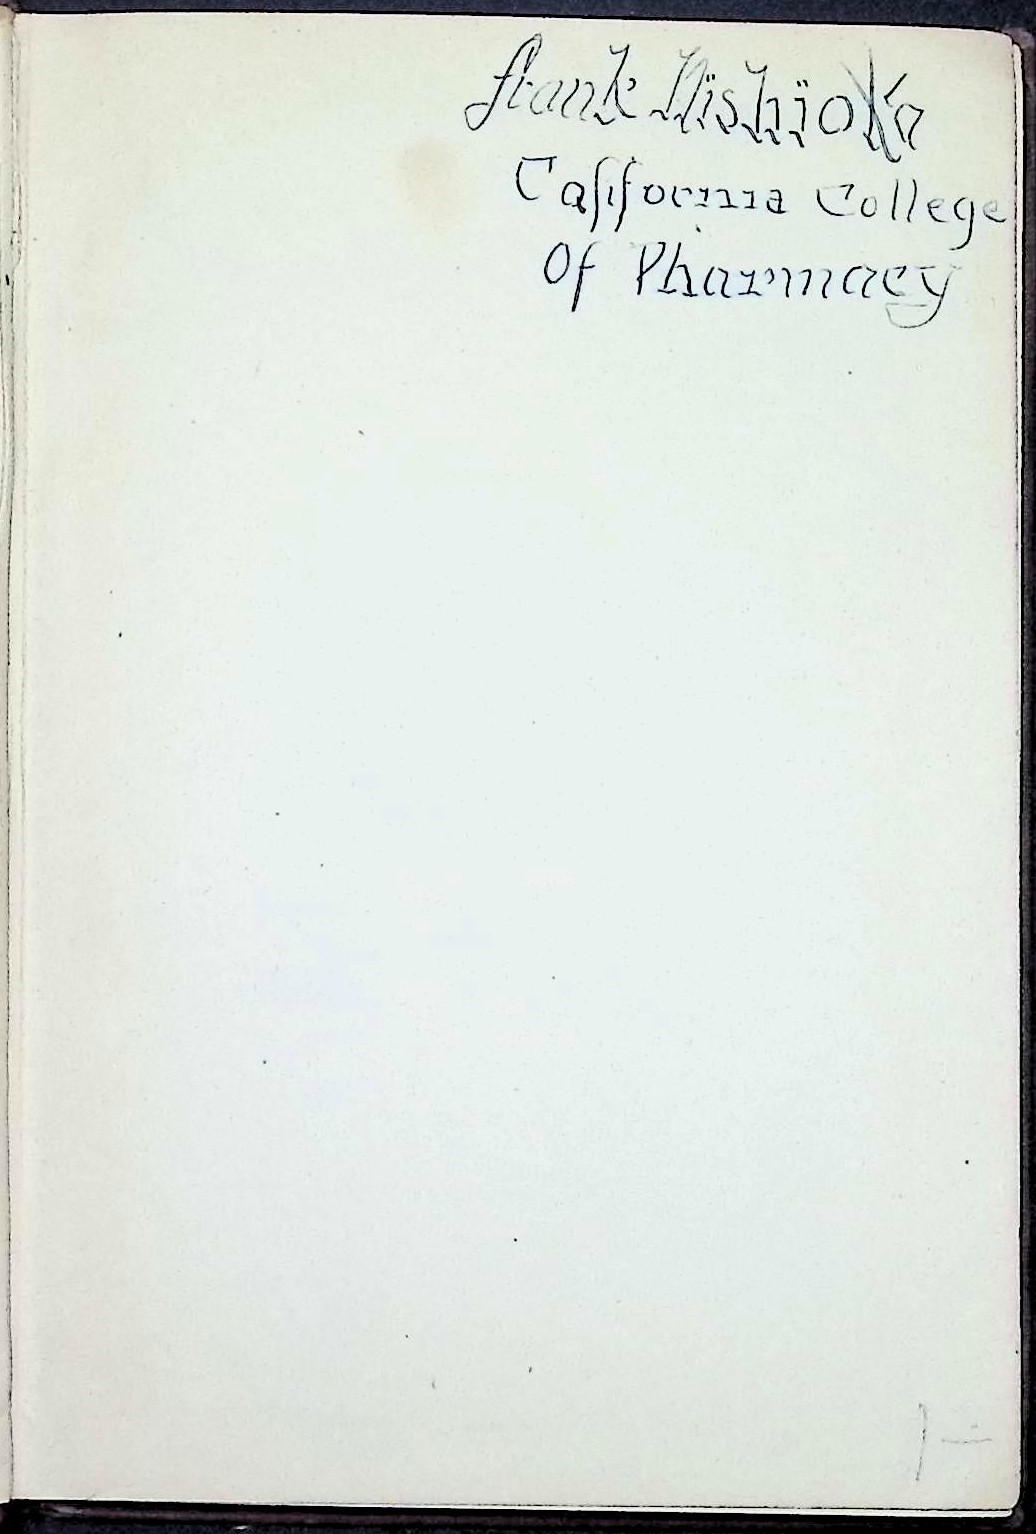 Frank Nishioka
California College
Of Pharmacy